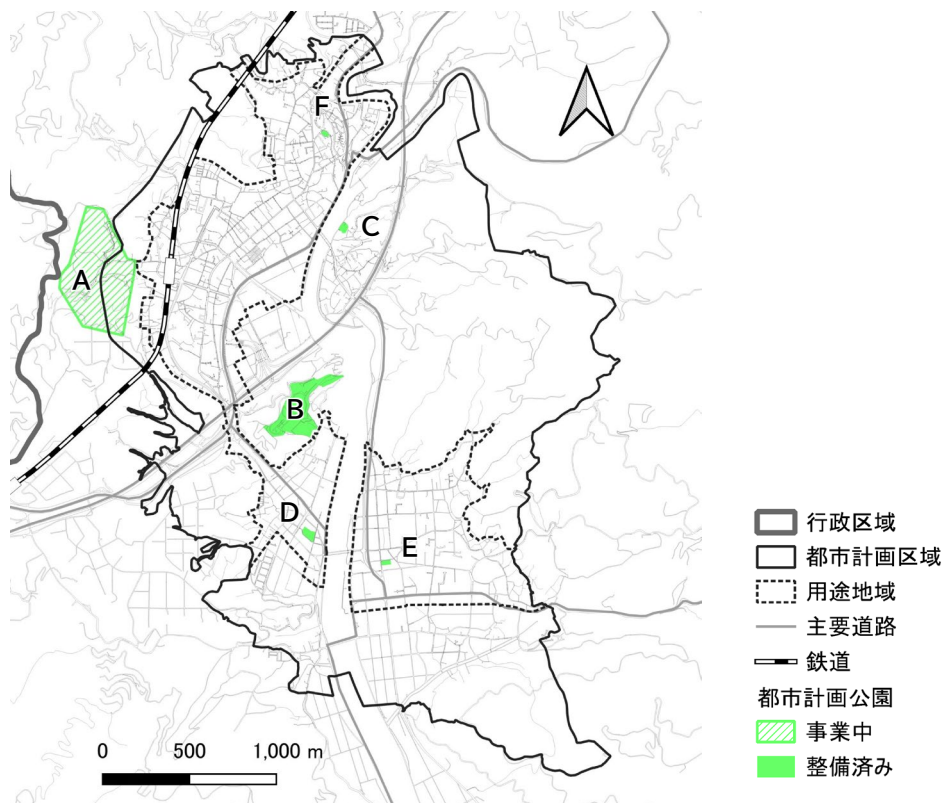 F
C
A
B
D
E
行政区域
都市計画区域
用途地域
主要道路
鉄道
都市計画公園
事業中
整備済み
0 500 1,000 m